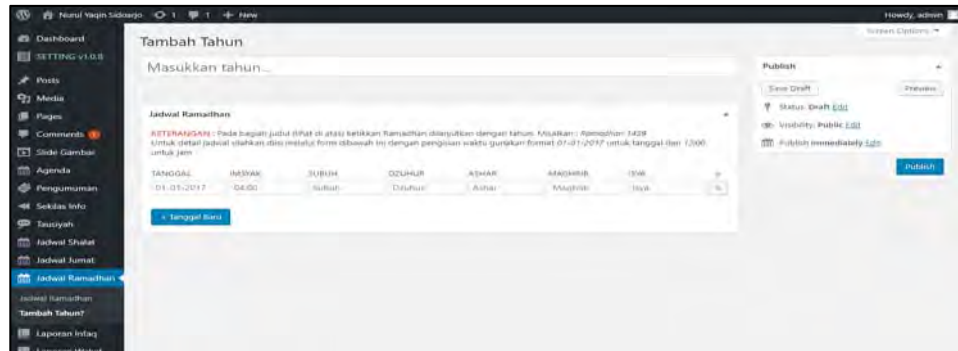 Nurul Yaqin Sidoarjo 1 1 + New Howdy, admin
Screen Options
Dashboard
SETTING v1.0.8
Posts
Media
Pages
Comments 1
Slide Gambar
Agenda
Pengumuman
Sekilas Info
Tausiyah
Jadwal Shalat
Jadwal Jumat
Jadwal Ramadhan
Jadwal Ramadhan
Tambah Tahun?
Laporan Infaq
Laporan Wakaf
Tambah Tahun
Masukkan tahun...
Jadwal Ramadhan
KETERANGAN : Pada bagian judul (lihat di atas) ketikkan Ramadhan dilanjutkan dengan tahun. Misalkan : Ramadhan 1438
Untuk detail jadwal silahkan diisi melalui form dibawah ini dengan pengisian waktu gunakan format 01-01-2017 untuk tanggal dan 12:00
untuk jam
TANGGAL IMSYAK SUBUH DZUHUR ASHAR MAGHRIB ISYA
01-01-2017 04:00 Subuh Dzuhur Ashar Maghrib Isya
+ Tanggal Baru
Publish
Save Draft Preview
Status: Draft Edit
Visibility: Public Edit
Publish immediately Edit
Publish